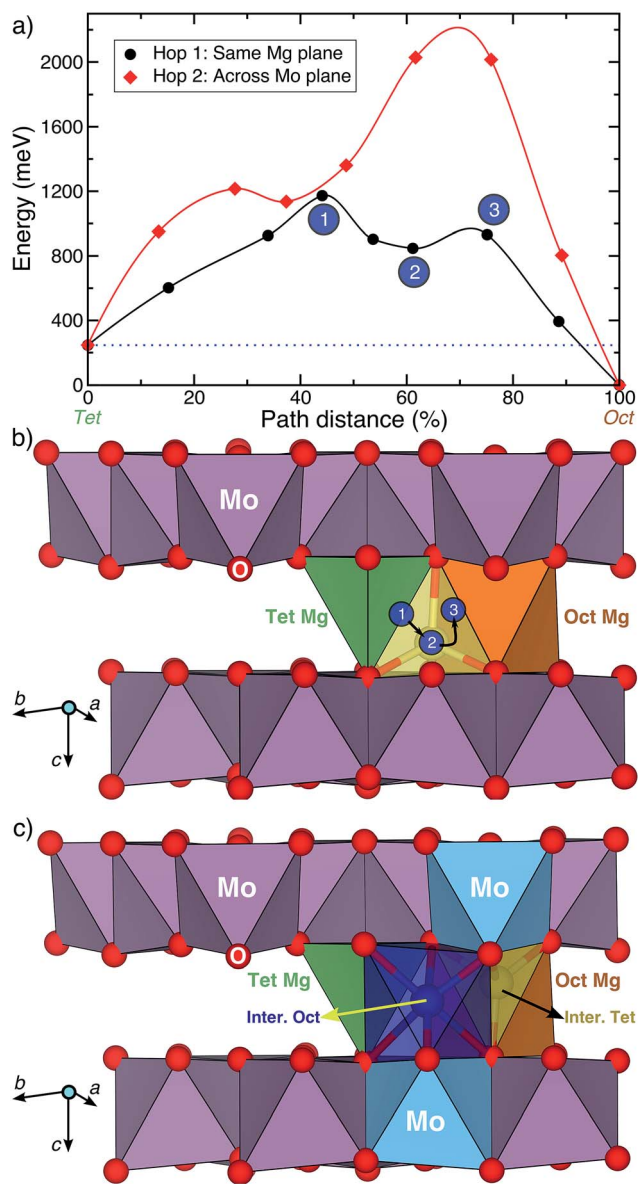 a)
Hop 1: Same Mg plane
Hop 2: Across Mo plane
Energy (meV)
2000
1600
1200
800
400
0
1
2
3
0
20
40
60
80
100
Tet
Path distance (%)
Oct
b)
Mo
O
Tet Mg
1
2
3
Oct Mg
b
a
c
c)
Mo
Mo
O
Tet Mg
Oct Mg
Inter. Oct
Inter. Tet
b
a
c
Mo